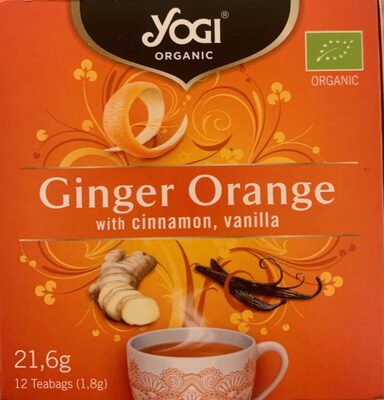 YOGI®
ORGANIC
ORGANIC
Ginger Orange
with cinnamon, vanilla
21,6g
12 Teabags (1,8g)